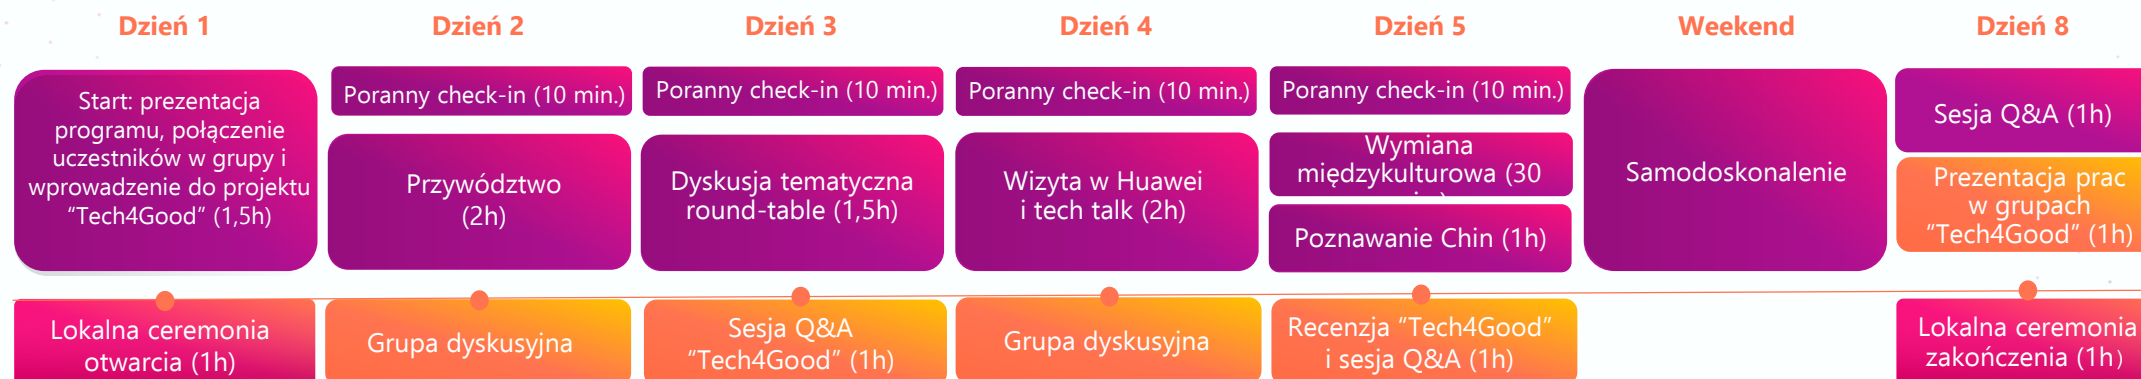 Dzień 1
Start: prezentacja
programu, połączenie
uczestników w grupy i
wprowadzenie do projektu
“Tech4Good” (1,5h)
Lokalna ceremonia
otwarcia (1h)
Dzień 2
Poranny check-in (10 min.)
Przywództwo
(2h)
Grupa dyskusyjna
Dzień 3
Poranny check-in (10 min.)
Dyskusja tematyczna
round-table (1,5h)
Sesja Q&A
“Tech4Good” (1h)
Dzień 4
Poranny check-in (10 min.)
Wizyta w Huawei
i tech talk (2h)
Grupa dyskusyjna
Dzień 5
Poranny check-in (10 min.)
Wymiana
międzykulturowa (30
Poznawanie Chin (1h)
Recenzja “Tech4Good”
i sesja Q&A (1h)
Weekend
Samodoskonalenie
Dzień 8
Sesja Q&A (1h)
Prezentacja prac
w grupach
“Tech4Good” (1h)
Lokalna ceremonia
zakończenia (1h)